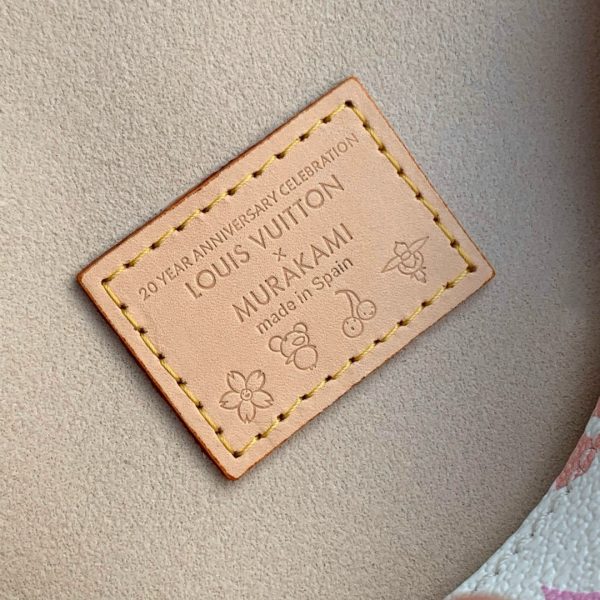 20 YEAR ANNIVERSARY CELEBRATION
LOUIS VUITTON
×
MURAKAMI
made in Spain